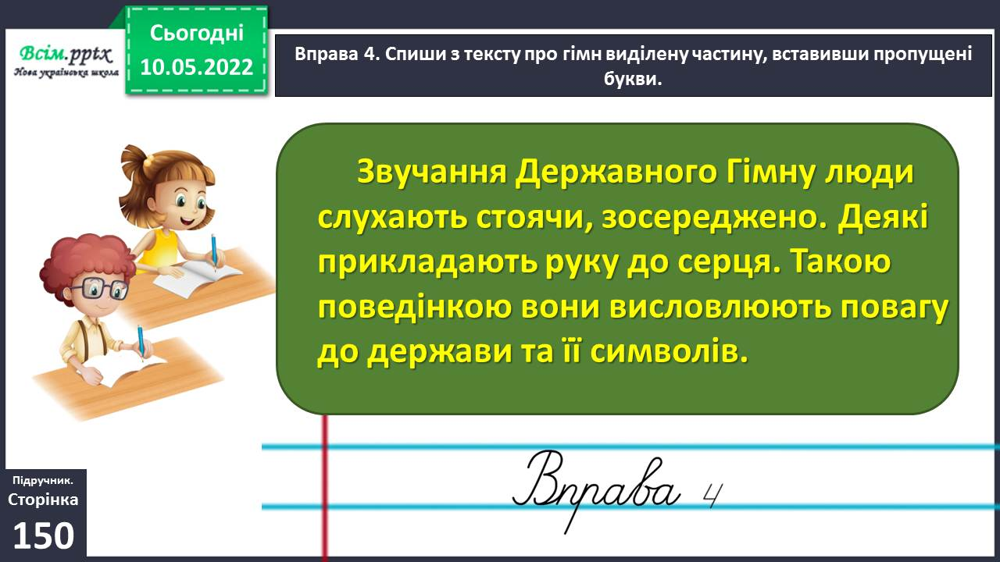 Всім.pptx
Нова українська школа
Сьогодні
10.05.2022
Вправа 4. Спиши з тексту про гімн виділену частину, вставивши пропущені
букви.
Звучання Державного Гімну люди
слухають стоячи, зосереджено. Деякі
прикладають руку до серця. Такою
поведінкою вони висловлюють повагу
до держави та її символів.
Вправа 4
Підручник.
Сторінка
150